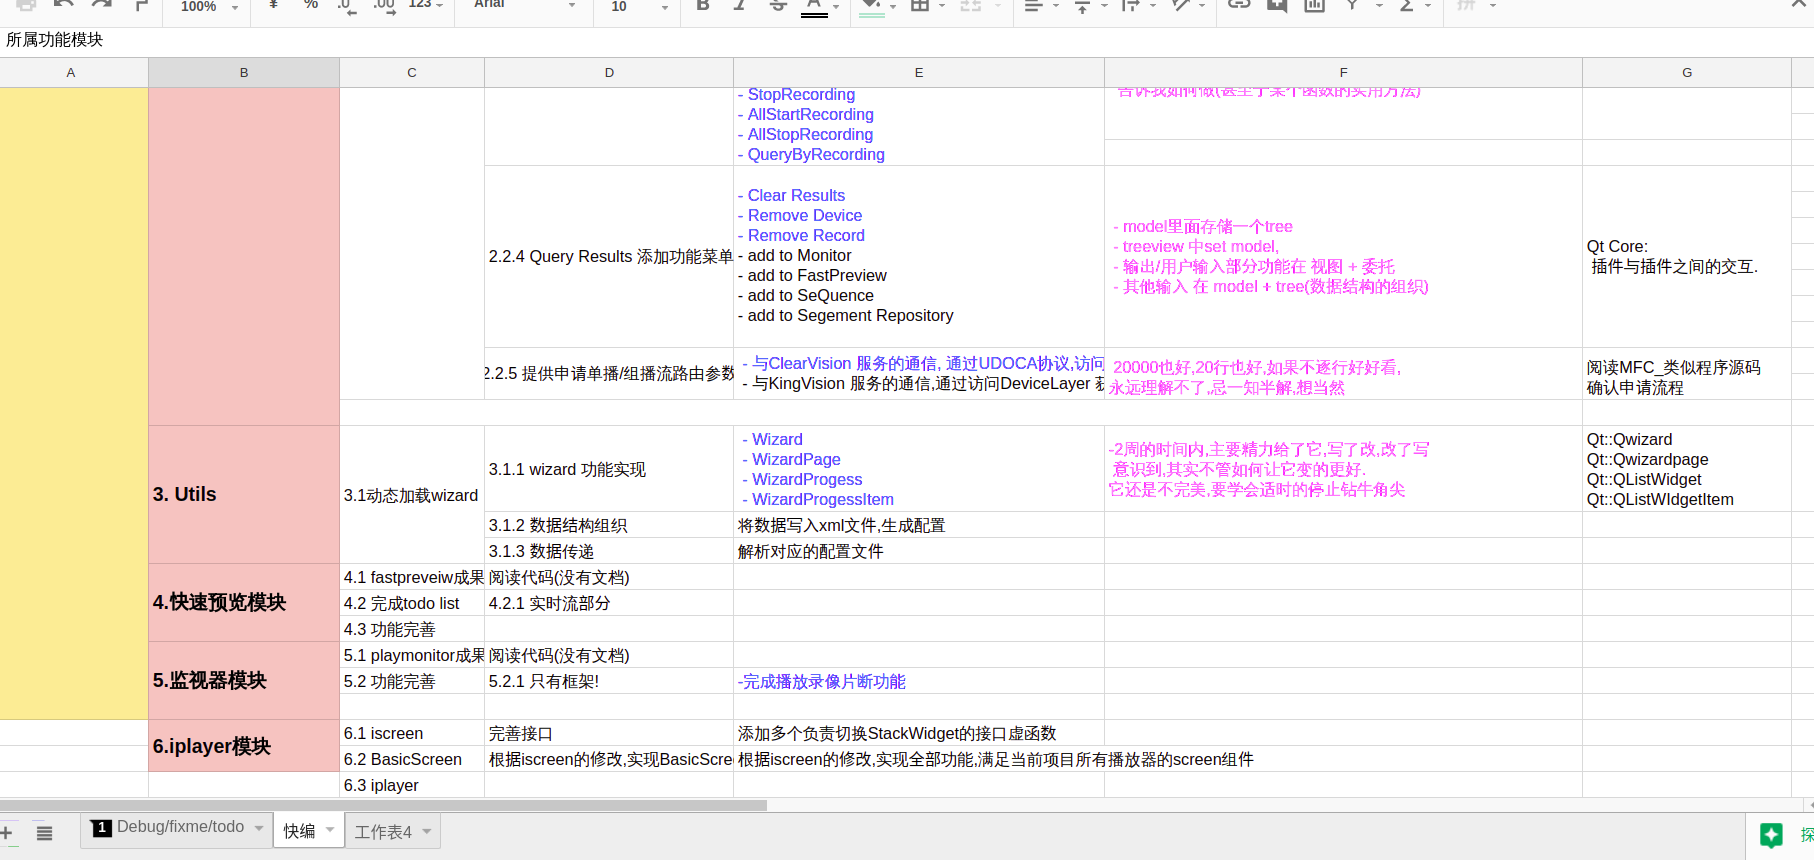 100%
¥
%
.0
.00
123
Arial
10
B
I
S
A
所属功能模块
A B C D E F G
- StopRecording
- AllStartRecording
- AllStopRecording
- QueryByRecording
告诉我如何做(甚至于某个函数的实用方法)
2.2.4 Query Results 添加功能菜单
- Clear Results
- Remove Device
- Remove Record
- add to Monitor
- add to FastPreview
- add to SeQuence
- add to Segement Repository
- model里面存储一个tree
- treeview 中set model,
- 输出/用户输入部分功能在 视图 + 委托
- 其他输入 在 model + tree(数据结构的组织)
Qt Core:
插件与插件之间的交互.
2.2.5 提供申请单播/组播流路由参数
- 与ClearVision 服务的通信, 通过UDOCA协议,访问
- 与KingVision 服务的通信,通过访问DeviceLayer
20000也好,20行也好,如果不逐行好好看,
永远理解不了,忌一知半解,想当然
阅读MFC_类似程序源码
确认申请流程
3. Utils
3.1动态加载wizard
3.1.1 wizard 功能实现
- Wizard
- WizardPage
- WizardProgess
- WizardProgessItem
-2周的时间内,主要精力给了它,写了改,改了写
意识到,其实不管如何让它变的更好.
它还是不完美,要学会适时的停止钻牛角尖
Qt::Qwizard
Qt::Qwizardpage
Qt::QListWidget
Qt::QListWIdgetItem
3.1.2 数据结构组织 将数据写入xml文件,生成配置
3.1.3 数据传递 解析对应的配置文件
4.快速预览模块
4.1 fastpreveiw成果 阅读代码(没有文档)
4.2 完成todo list 4.2.1 实时流部分
4.3 功能完善
5.监视器模块
5.1 playmonitor成果 阅读代码(没有文档)
5.2 功能完善 5.2.1 只有框架! -完成播放录像片断功能
6.iplayer模块
6.1 iscreen 完善接口 添加多个负责切换StackWidget的接口虚函数
6.2 BasicScreen 根据iscreen的修改,实现BasicScre 根据iscreen的修改,实现全部功能,满足当前项目所有播放器的screen组件
6.3 iplayer
1 Debug/fixme/todo 快编 工作表4
探